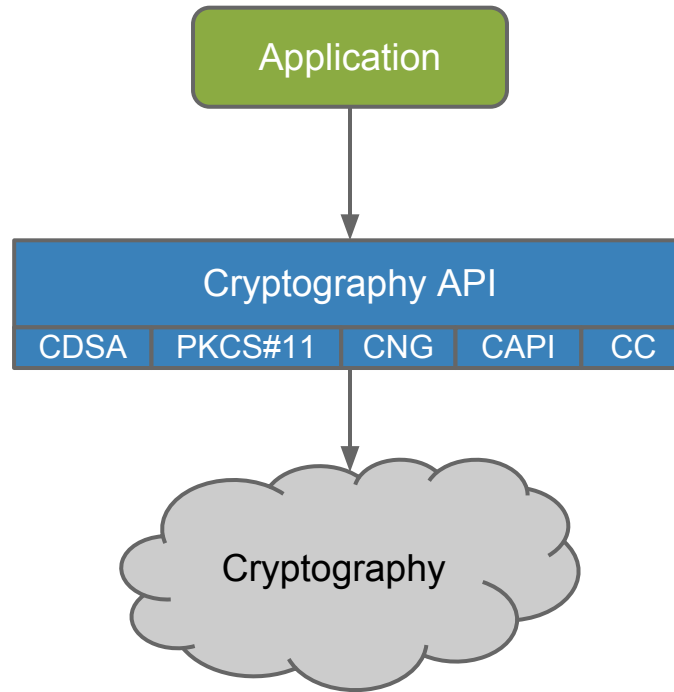 Application
Cryptography API
CDSA PKCS#11 CNG CAPI CC
Cryptography